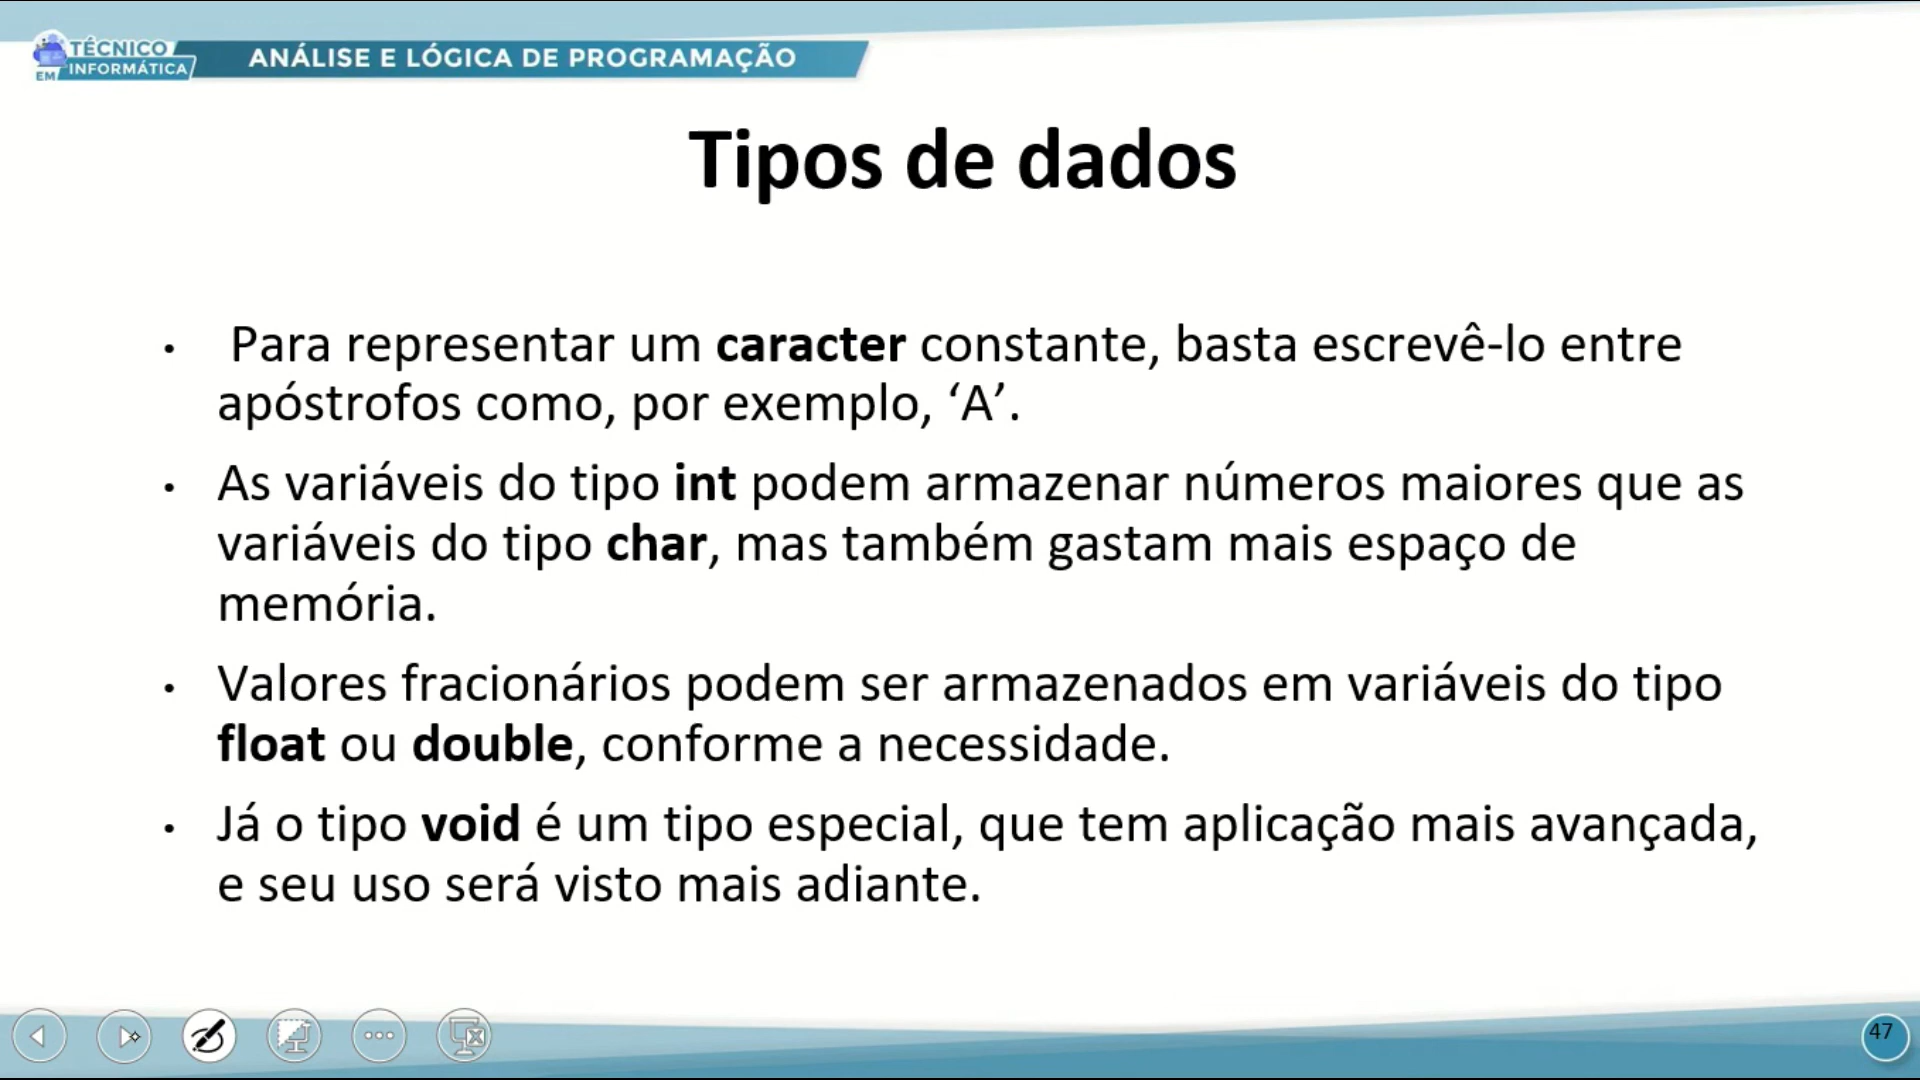 TÉCNICO
EM INFORMÁTICA
ANÁLISE E LÓGICA DE PROGRAMAÇÃO
Tipos de dados
• Para representar um caracter constante, basta escrevê-lo entre
apóstrofos como, por exemplo, ‘A’.
• As variáveis do tipo int podem armazenar números maiores que as
variáveis do tipo char, mas também gastam mais espaço de
memória.
• Valores fracionários podem ser armazenados em variáveis do tipo
float ou double, conforme a necessidade.
• Já o tipo void é um tipo especial, que tem aplicação mais avançada,
e seu uso será visto mais adiante.
47